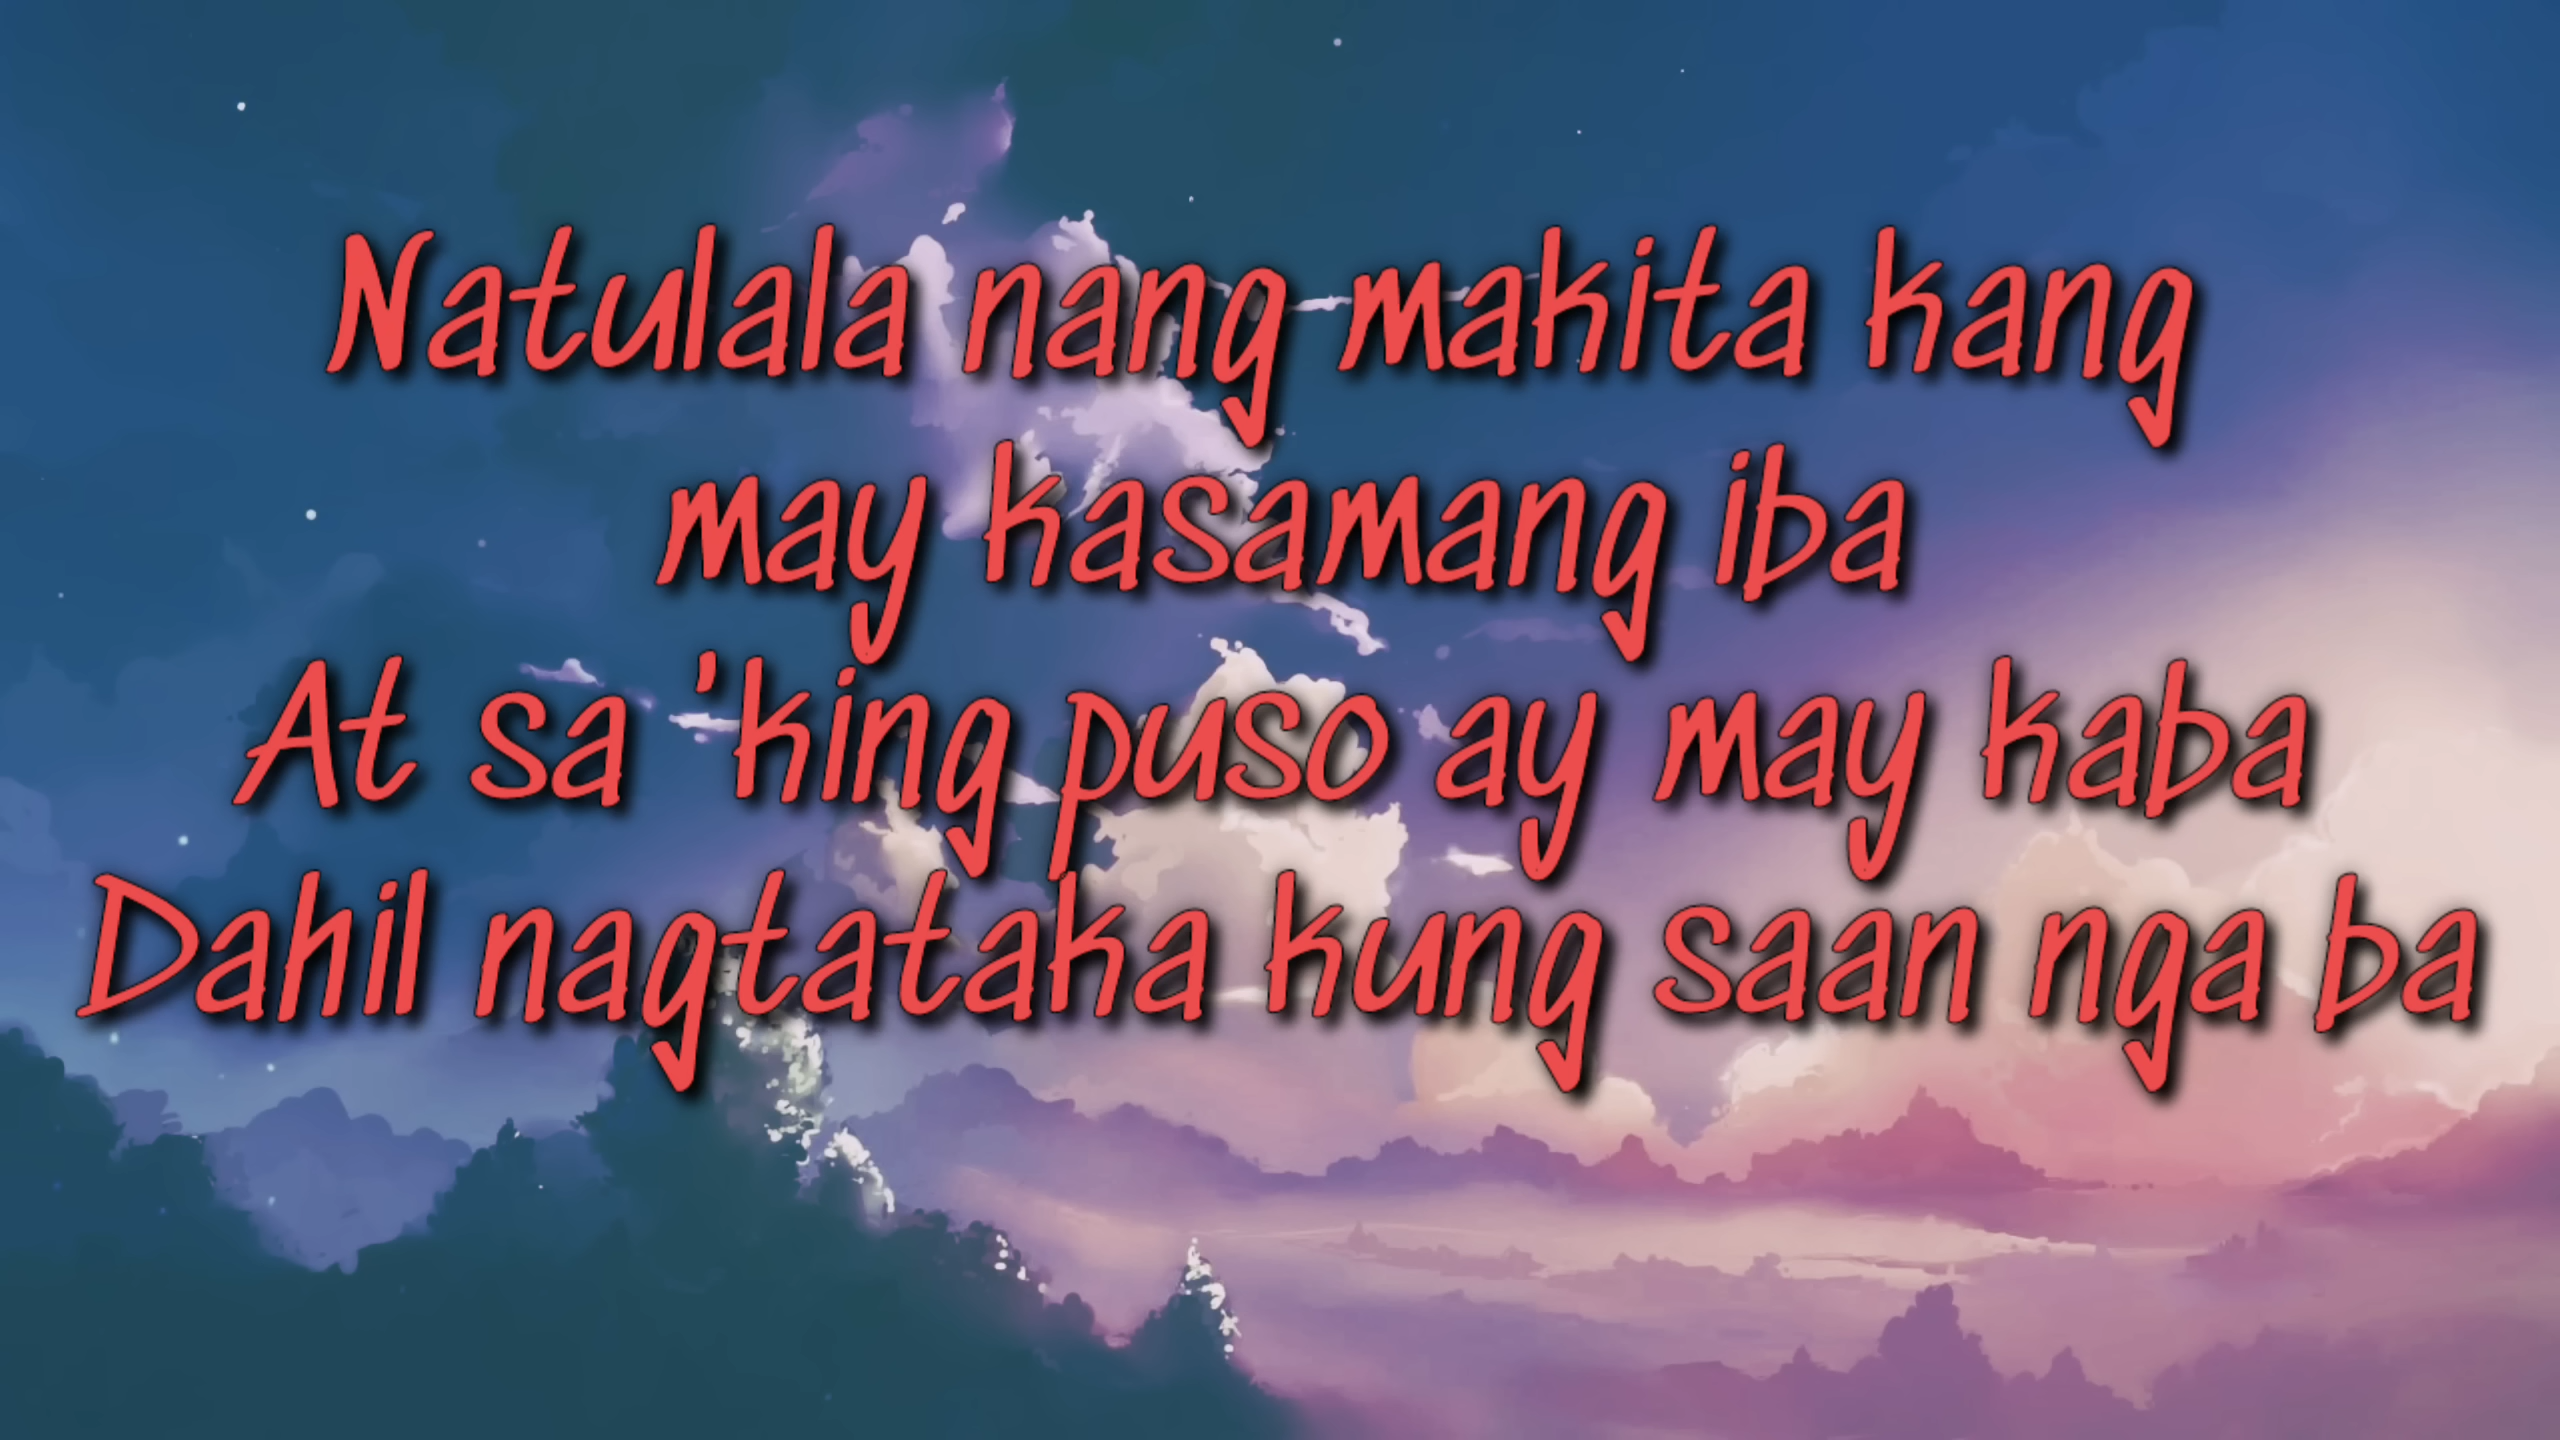 Natulala nang makita kang
may kasamang iba
At sa 'king puso ay may kaba
Dahil nagtataka kung saan nga ba